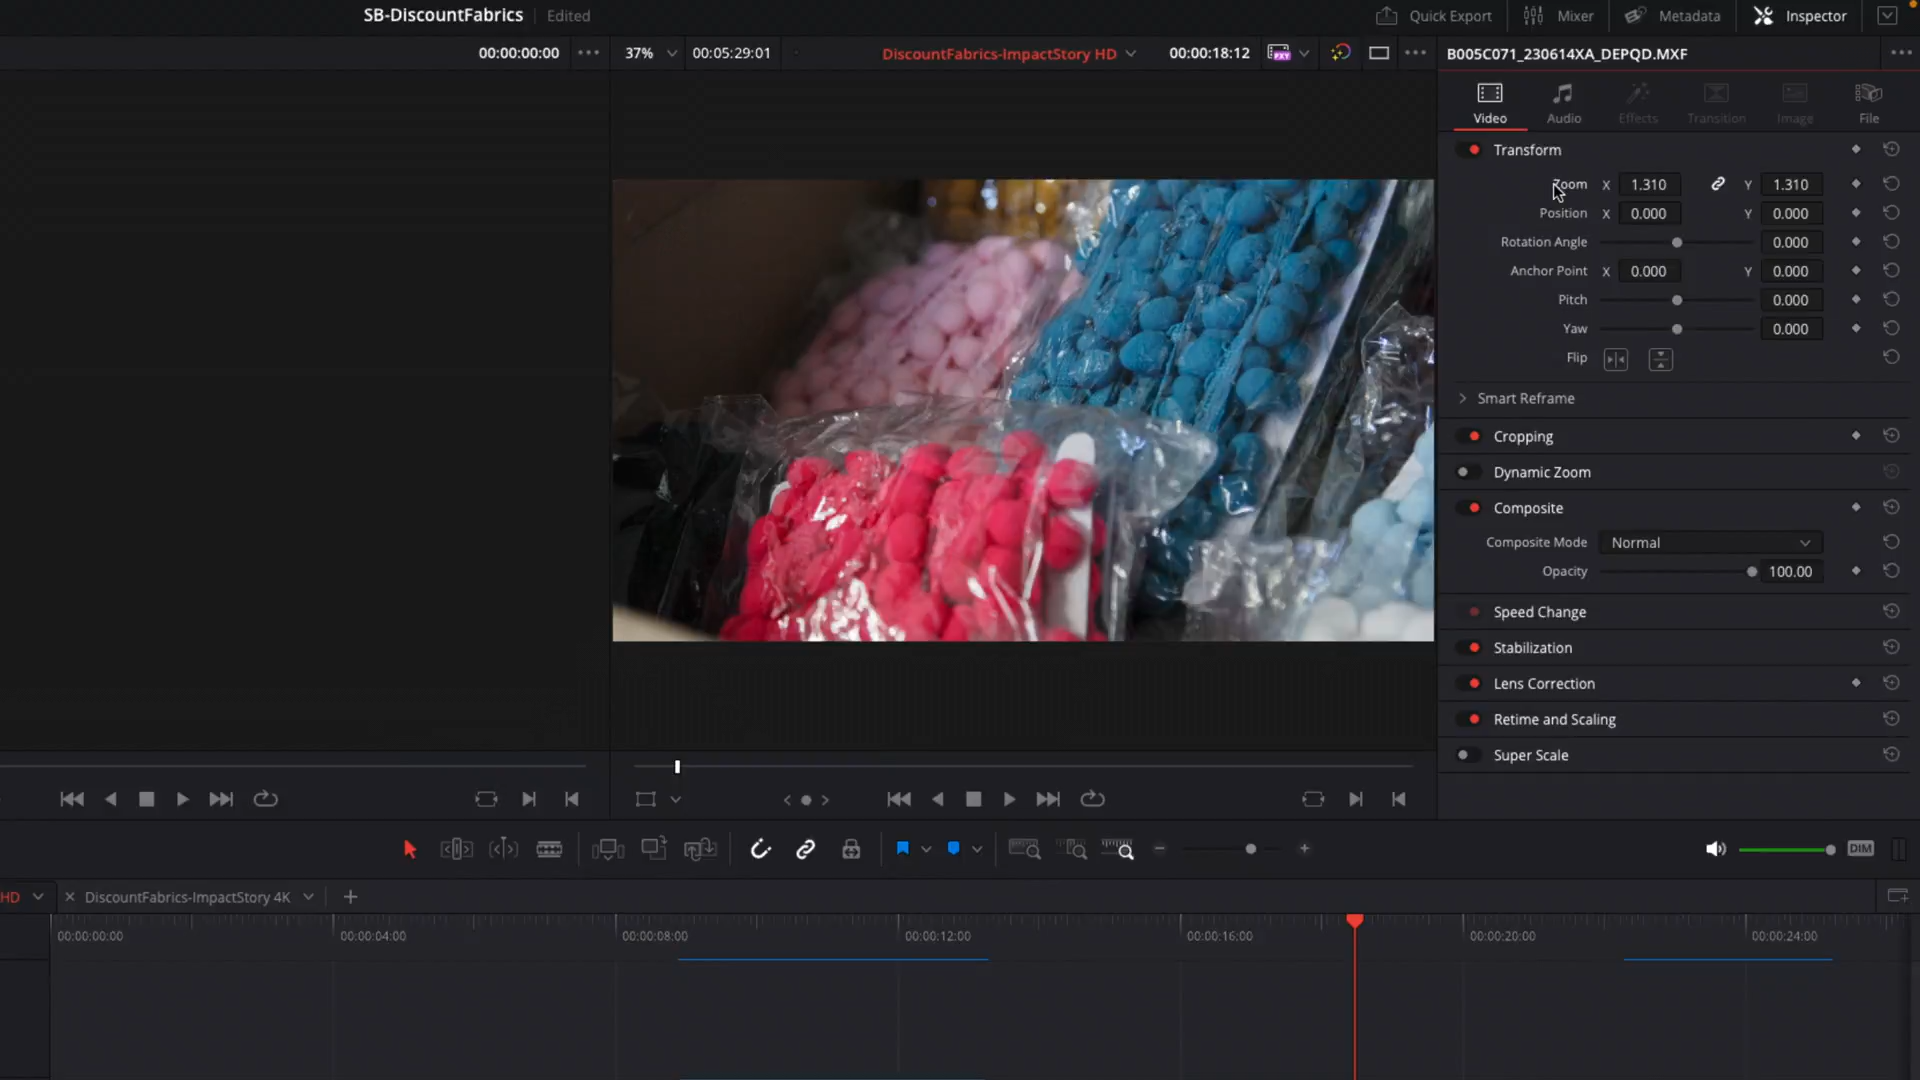 SB-DiscountFabrics Edited
Quick Export Mixer Metadata Inspector
00:00:00:00 37% 00:05:29:01 DiscountFabrics-ImpactStory HD 00:00:18:12 PXY B005C071_230614XA_DEPQD.MXF
Video Audio Effects Transition Image File
Transform
Zoom X 1.310 Y 1.310
Position X 0.000 Y 0.000
Rotation Angle 0.000
Anchor Point X 0.000 Y 0.000
Pitch 0.000
Yaw 0.000
Flip
Smart Reframe
Cropping
Dynamic Zoom
Composite
Composite Mode Normal
Opacity 100.00
Speed Change
Stabilization
Lens Correction
Retime and Scaling
Super Scale
DIM
HD DiscountFabrics-ImpactStory 4K
00:00:00:00 00:00:04:00 00:00:08:00 00:00:12:00 00:00:16:00 00:00:20:00 00:00:24:00